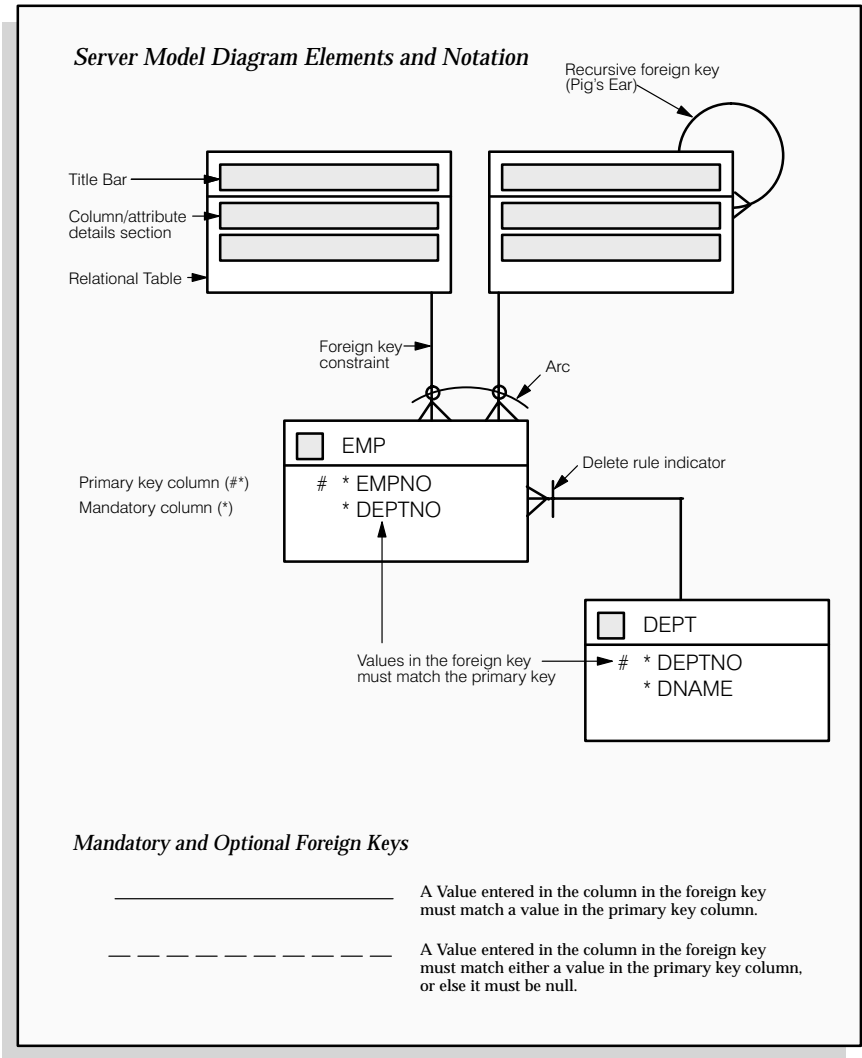 Server Model Diagram Elements and Notation
Recursive foreign key
(Pig's Ear)
Title Bar
Column/attribute
details section
Relational Table
Foreign key
constraint
Arc
EMP
Delete rule indicator
Primary key column (#*)
# * EMPNO
Mandatory column (*)
* DEPTNO
DEPT
Values in the foreign key
must match the primary key
# * DEPTNO
* DNAME
Mandatory and Optional Foreign Keys
A Value entered in the column in the foreign key
must match a value in the primary key column.
A Value entered in the column in the foreign key
must match either a value in the primary key column,
or else it must be null.